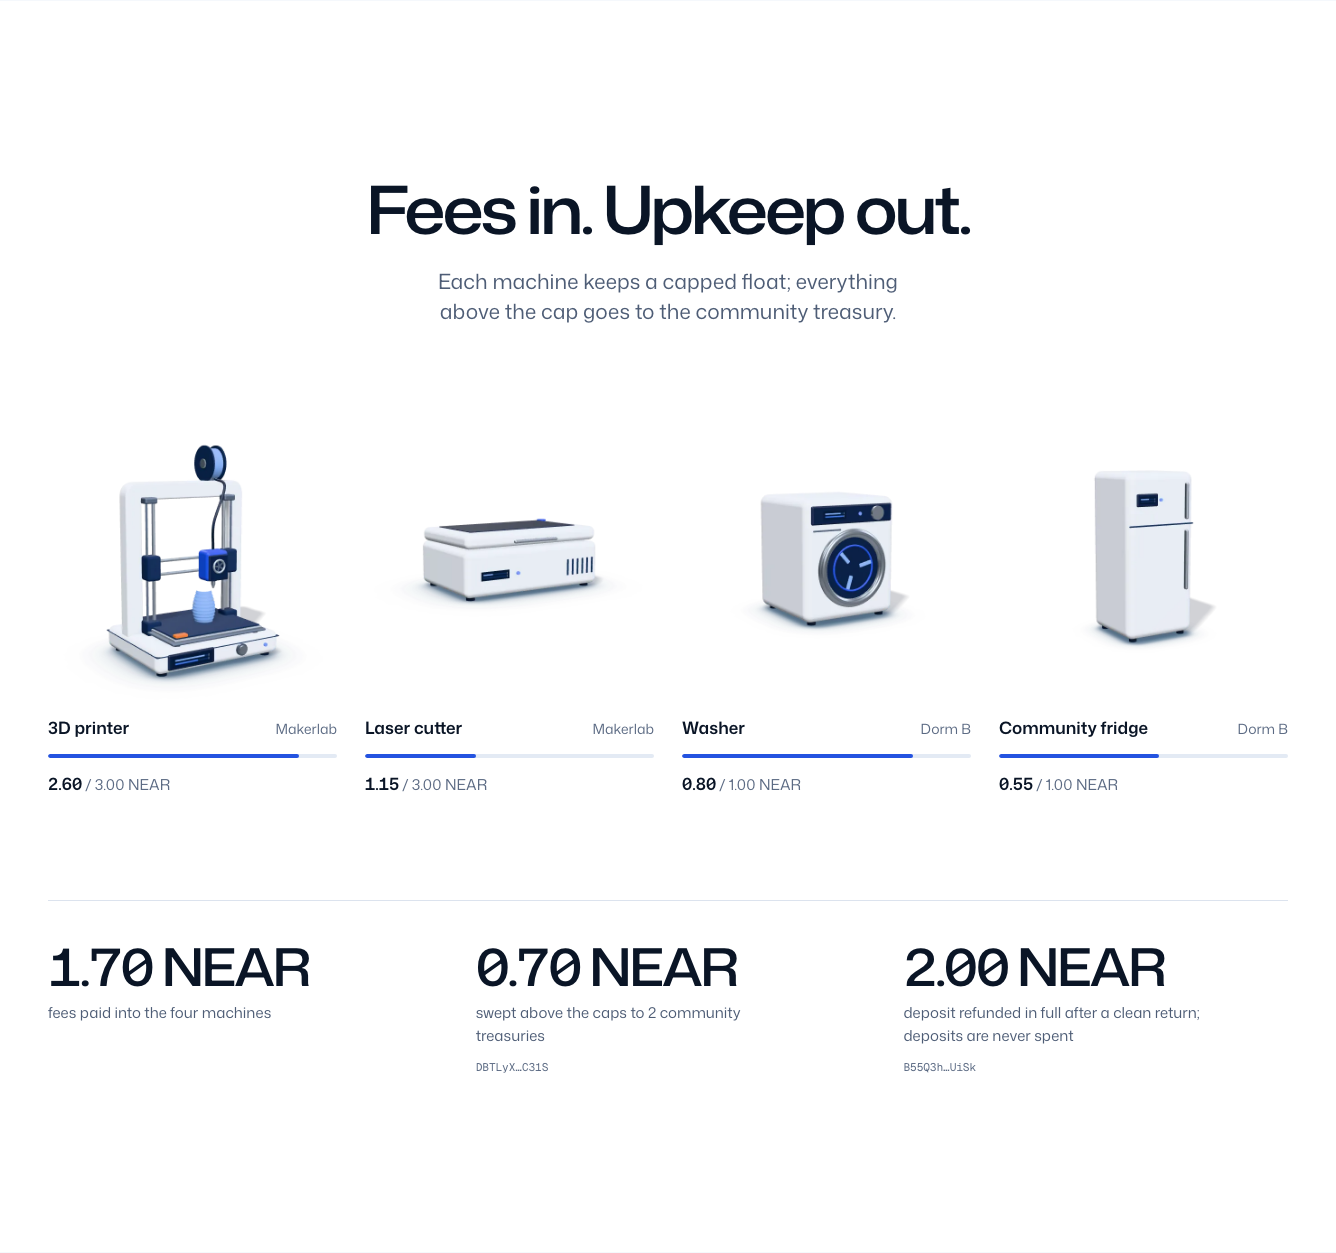 Fees in. Upkeep out.
Each machine keeps a capped float; everything
above the cap goes to the community treasury.
3D printer Makerlab
2.60 / 3.00 NEAR
Laser cutter Makerlab
1.15 / 3.00 NEAR
Washer Dorm B
0.80 / 1.00 NEAR
Community fridge Dorm B
0.55 / 1.00 NEAR
1.70 NEAR
fees paid into the four machines
0.70 NEAR
swept above the caps to 2 community
treasuries
DBTLyX…C31S
2.00 NEAR
deposit refunded in full after a clean return;
deposits are never spent
B55Q3h…UiSk